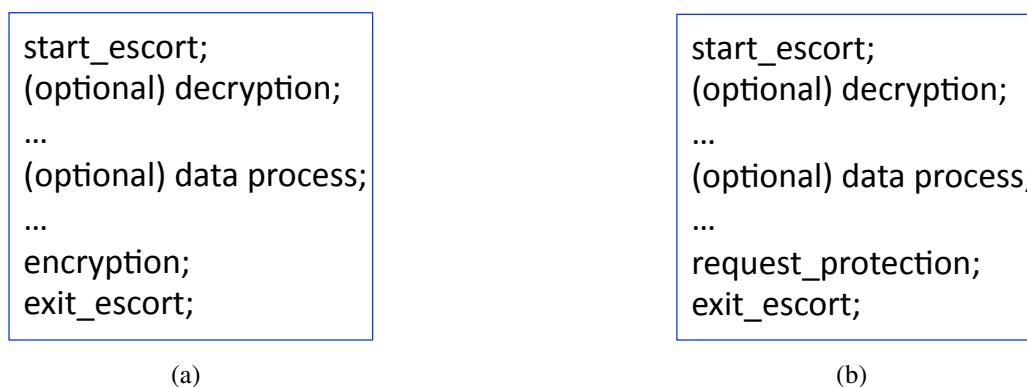 start_escort;
(optional) decryption;
...
(optional) data process;
...
encryption;
exit_escort;
(a)
start_escort;
(optional) decryption;
...
(optional) data process;
...
request_protection;
exit_escort;
(b)